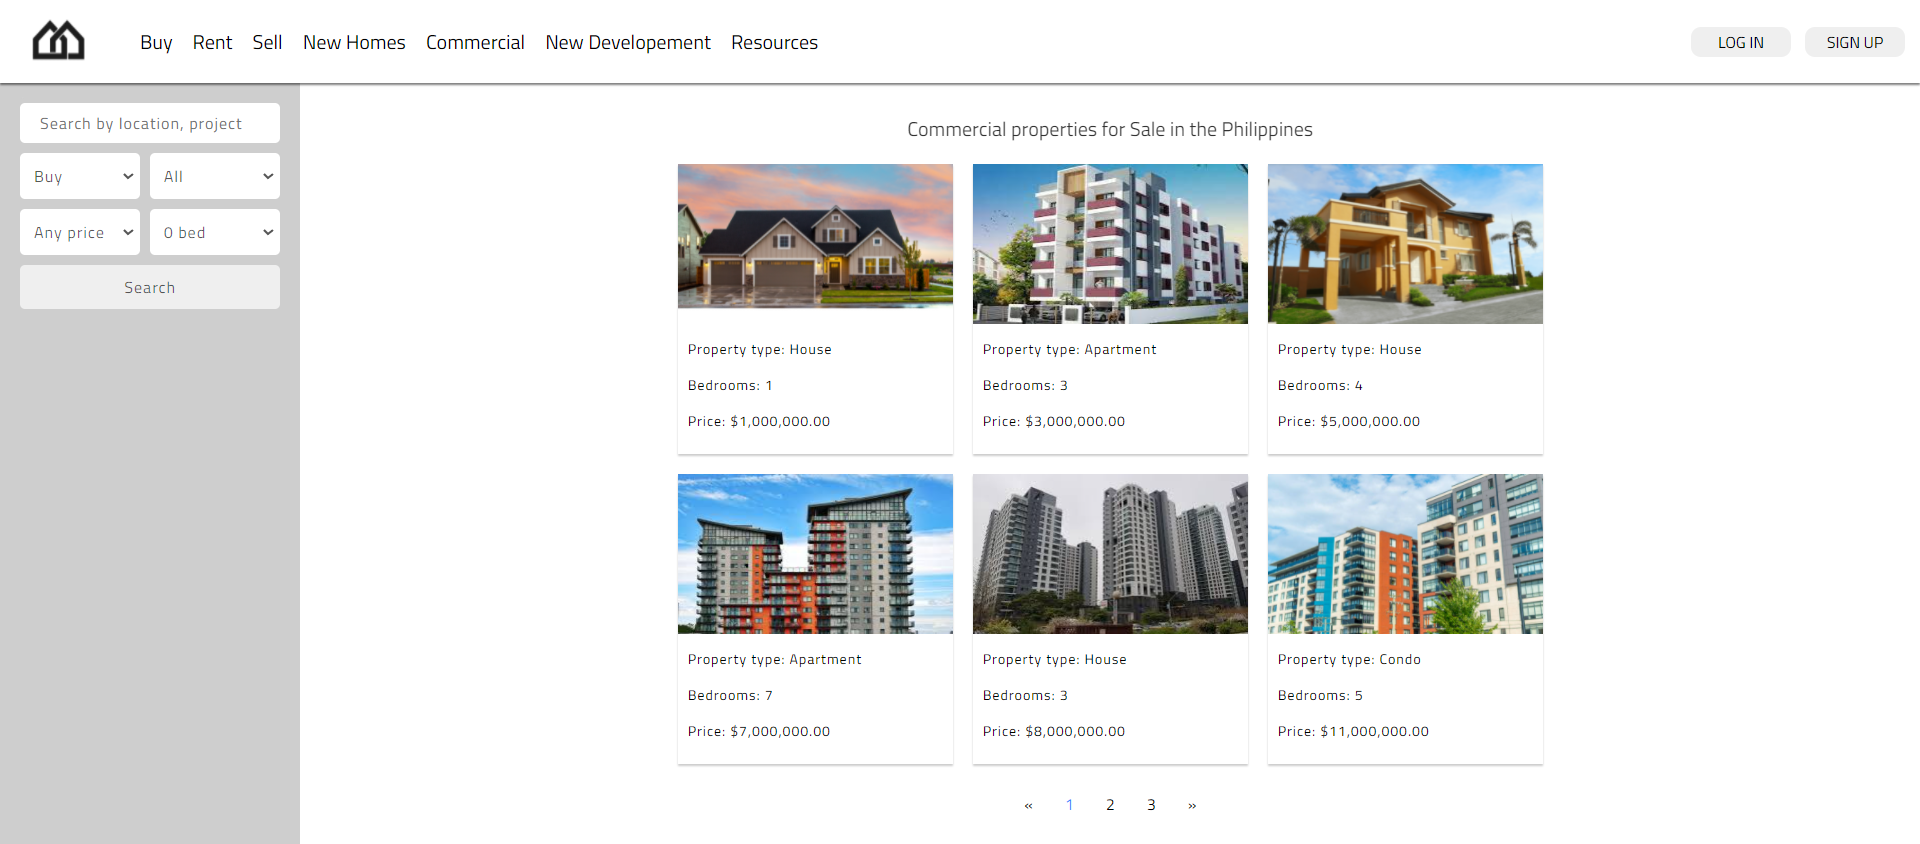 Buy Rent Sell New Homes Commercial New Developement Resources LOG IN SIGN UP
Search by location, project
Buy All
Any price 0 bed
Search
Commercial properties for Sale in the Philippines
Property type: House
Bedrooms: 1
Price: $1,000,000.00
Property type: Apartment
Bedrooms: 3
Price: $3,000,000.00
Property type: House
Bedrooms: 4
Price: $5,000,000.00
Property type: Apartment
Bedrooms: 7
Price: $7,000,000.00
Property type: House
Bedrooms: 3
Price: $8,000,000.00
Property type: Condo
Bedrooms: 5
Price: $11,000,000.00
« 1 2 3 »